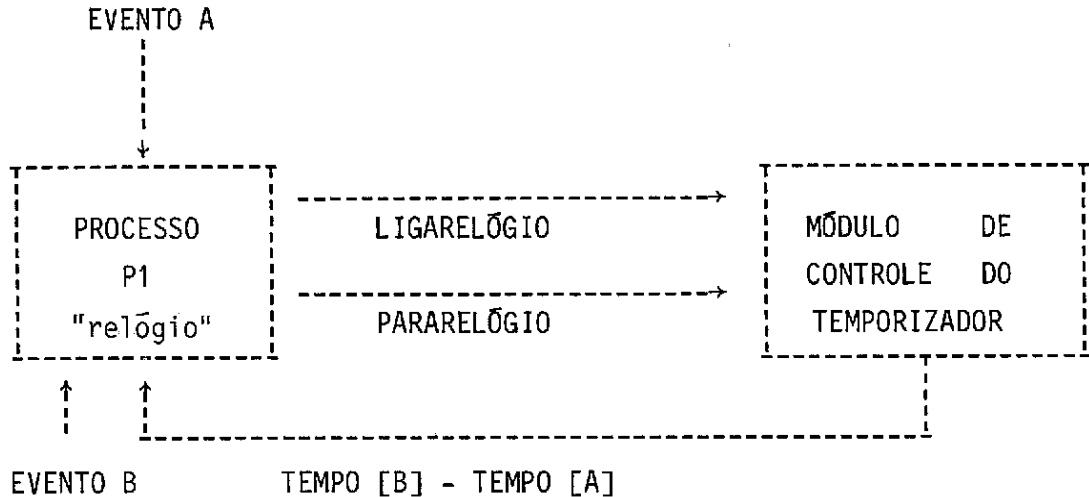 EVENTO A
PROCESSO
P1
"relógio"
LIGARELÓGIO
PARARELÓGIO
MÓDULO DE
CONTROLE DO
TEMPORIZADOR
EVENTO B
TEMPO [B] - TEMPO [A]